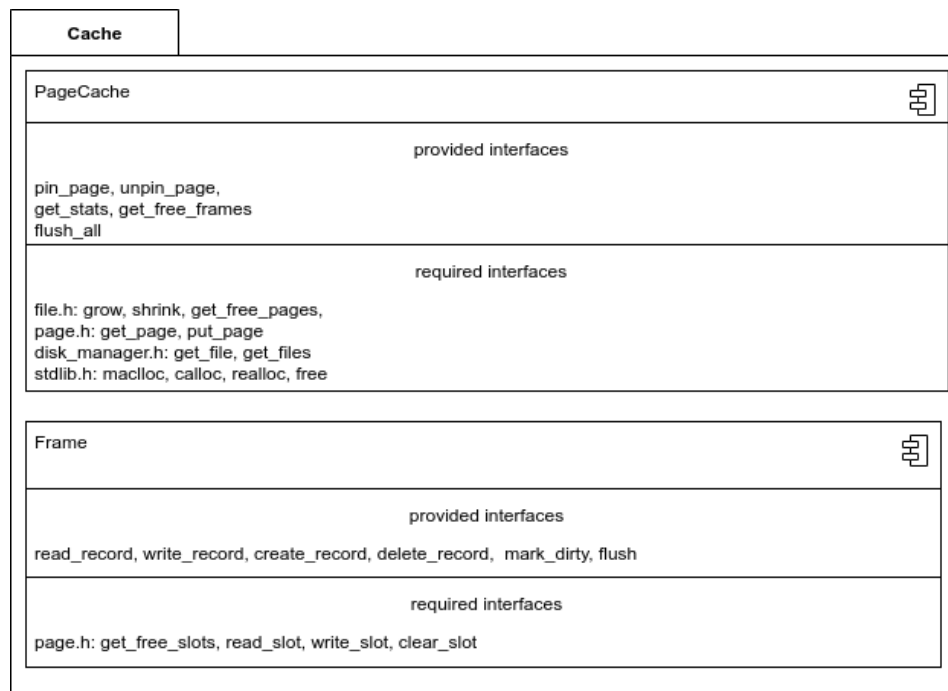 Cache
PageCache
provided interfaces
pin_page, unpin_page,
get_stats, get_free_frames
flush_all
required interfaces
file.h: grow, shrink, get_free_pages,
page.h: get_page, put_page
disk_manager.h: get_file, get_files
stdlib.h: maclloc, calloc, realloc, free
Frame
provided interfaces
read_record, write_record, create_record, delete_record,  mark_dirty, flush
required interfaces
page.h: get_free_slots, read_slot, write_slot, clear_slot